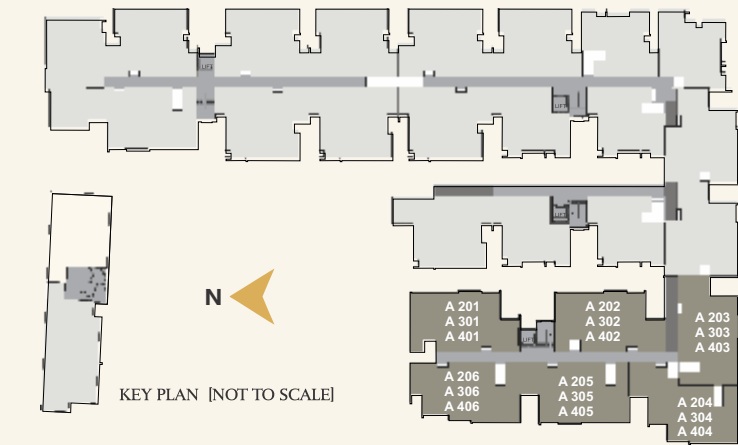 LIFT
LIFT
LIFT
N
A 201
A 301
A 401
A 202
A 302
A 402
LIFT
A 203
A 303
A 403
A 206
A 306
A 406
A 205
A 305
A 405
A 204
A 304
A 404
KEY PLAN [NOT TO SCALE]